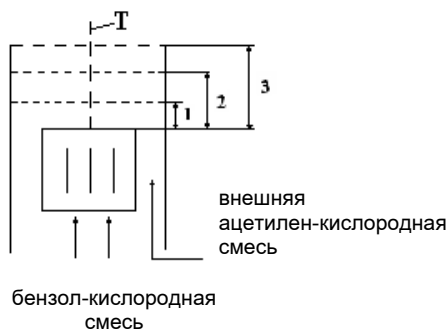 T
3
2
1
внешняя
ацетилен-кислородная
смесь
бензол-кислородная
смесь